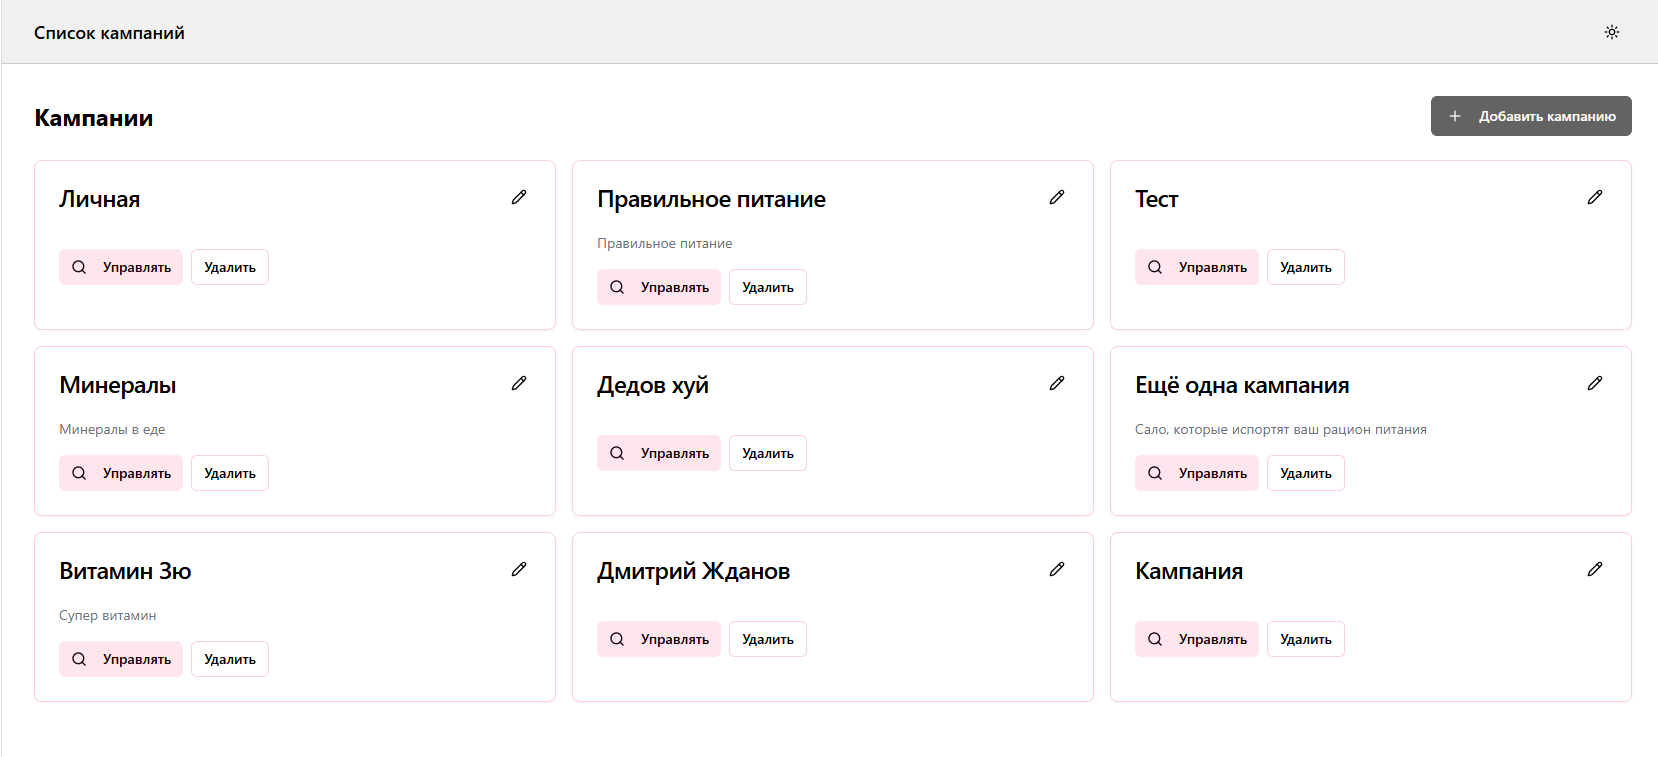 Список кампаний
Кампании
Добавить кампанию
Личная
Управлять Удалить
Правильное питание
Правильное питание
Управлять Удалить
Тест
Управлять Удалить
Минералы
Минералы в еде
Управлять Удалить
Дедов хуй
Управлять Удалить
Ещё одна кампания
Сало, которые испортят ваш рацион питания
Управлять Удалить
Витамин Зю
Супер витамин
Управлять Удалить
Дмитрий Жданов
Управлять Удалить
Кампания
Управлять Удалить